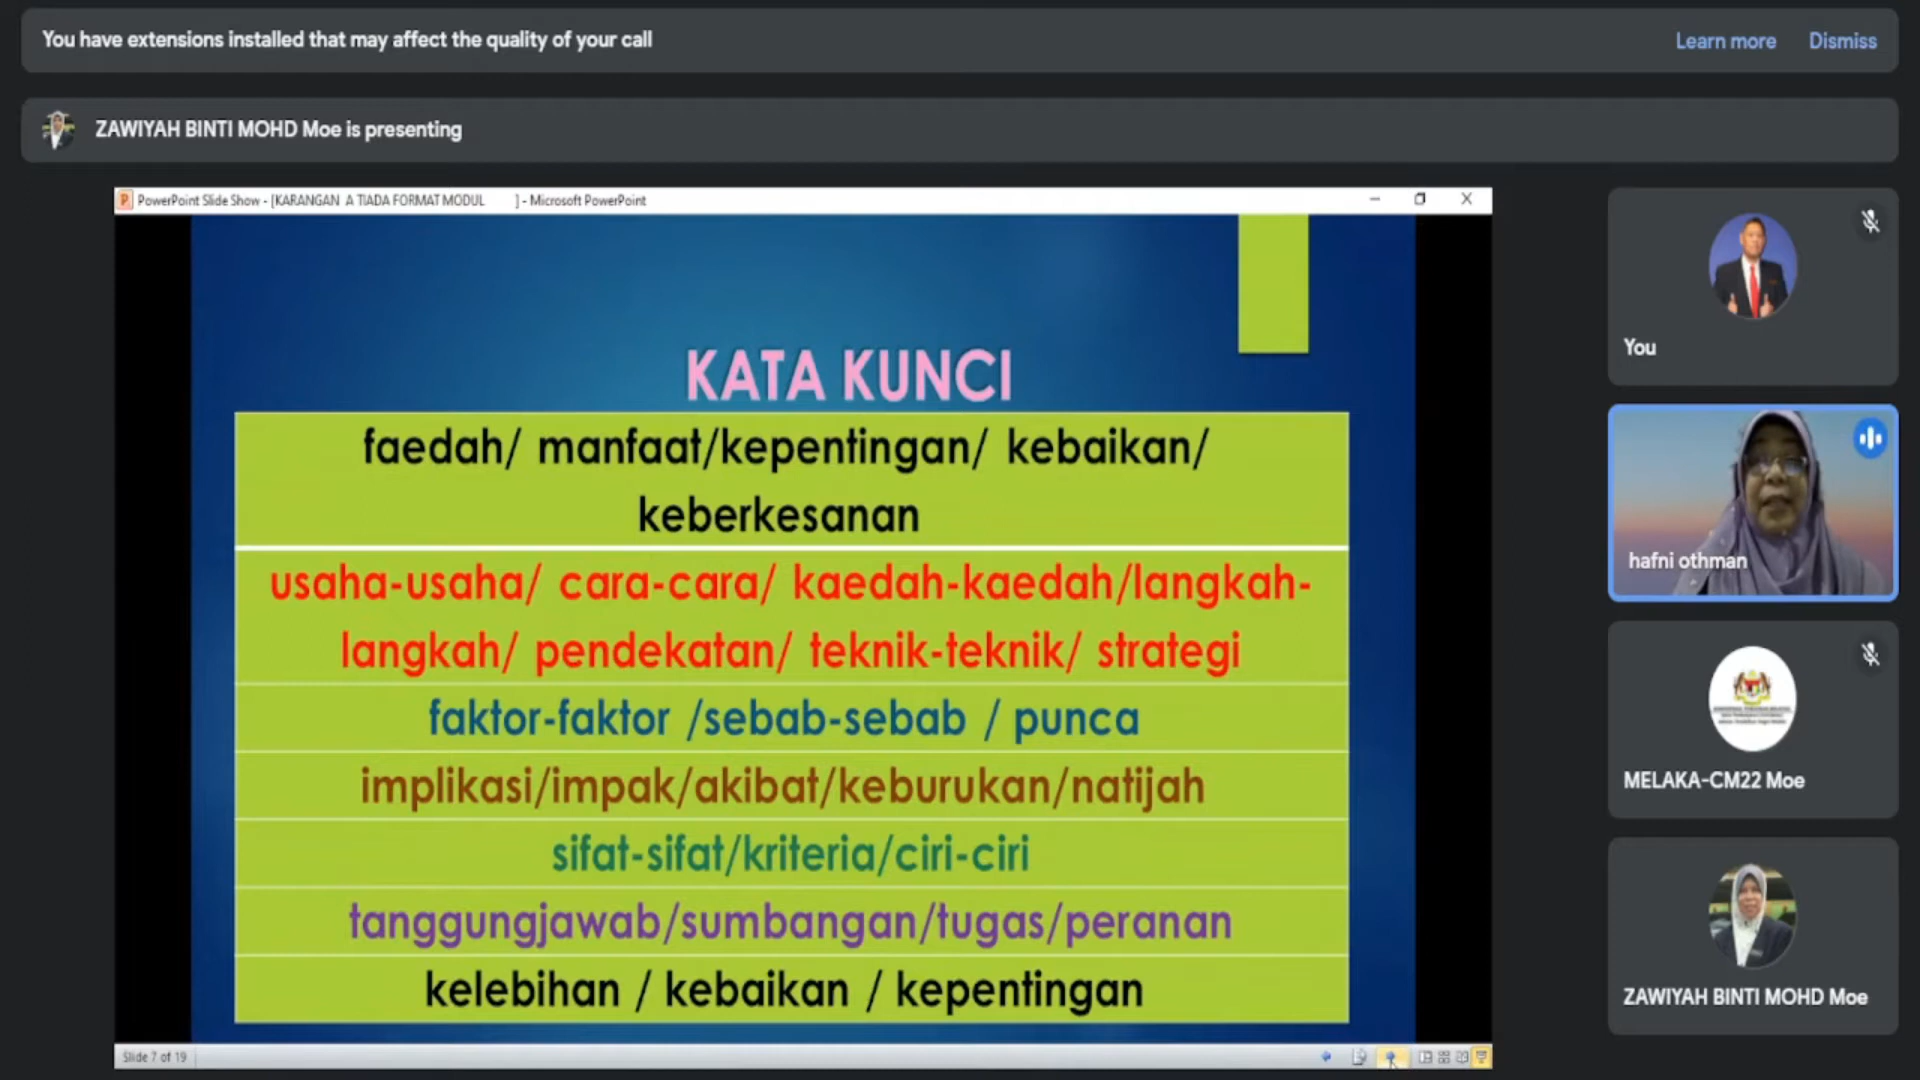 You have extensions installed that may affect the quality of your call
Learn more
Dismiss
ZAWIYAH BINTI MOHD Moe is presenting
PowerPoint Slide Show - [KARANGAN A TIADA FORMAT MODUL ] - Microsoft PowerPoint
KATA KUNCI
faedah/ manfaat/kepentingan/ kebaikan/
keberkesanan
usaha-usaha/ cara-cara/ kaedah-kaedah/langkah-
langkah/ pendekatan/ teknik-teknik/ strategi
faktor-faktor /sebab-sebab / punca
implikasi/impak/akibat/keburukan/natijah
sifat-sifat/kriteria/ciri-ciri
tanggungjawab/sumbangan/tugas/peranan
kelebihan / kebaikan / kepentingan
Slide 7 of 19
You
hafni othman
MELAKA-CM22 Moe
ZAWIYAH BINTI MOHD Moe